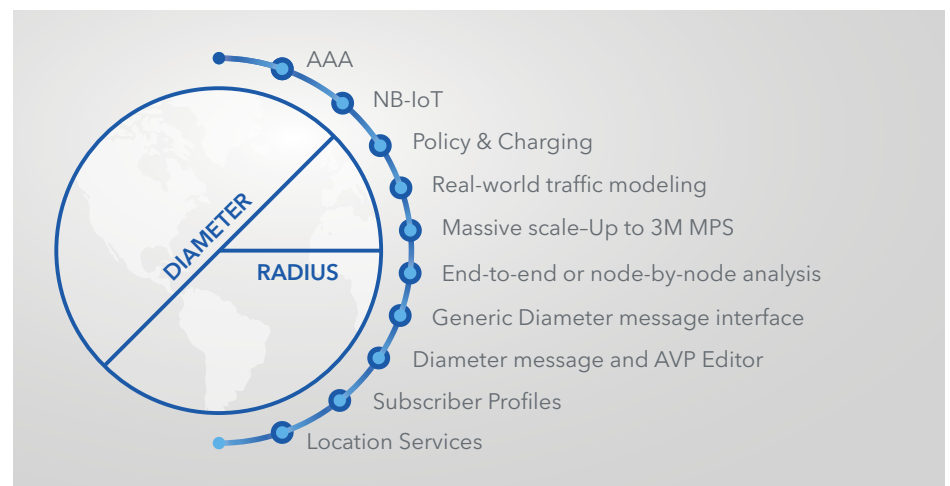 AAA
NB-IoT
Policy & Charging
Real-world traffic modeling
Massive scale–Up to 3M MPS
End-to-end or node-by-node analysis
Generic Diameter message interface
Diameter message and AVP Editor
Subscriber Profiles
Location Services
DIAMETER
RADIUS